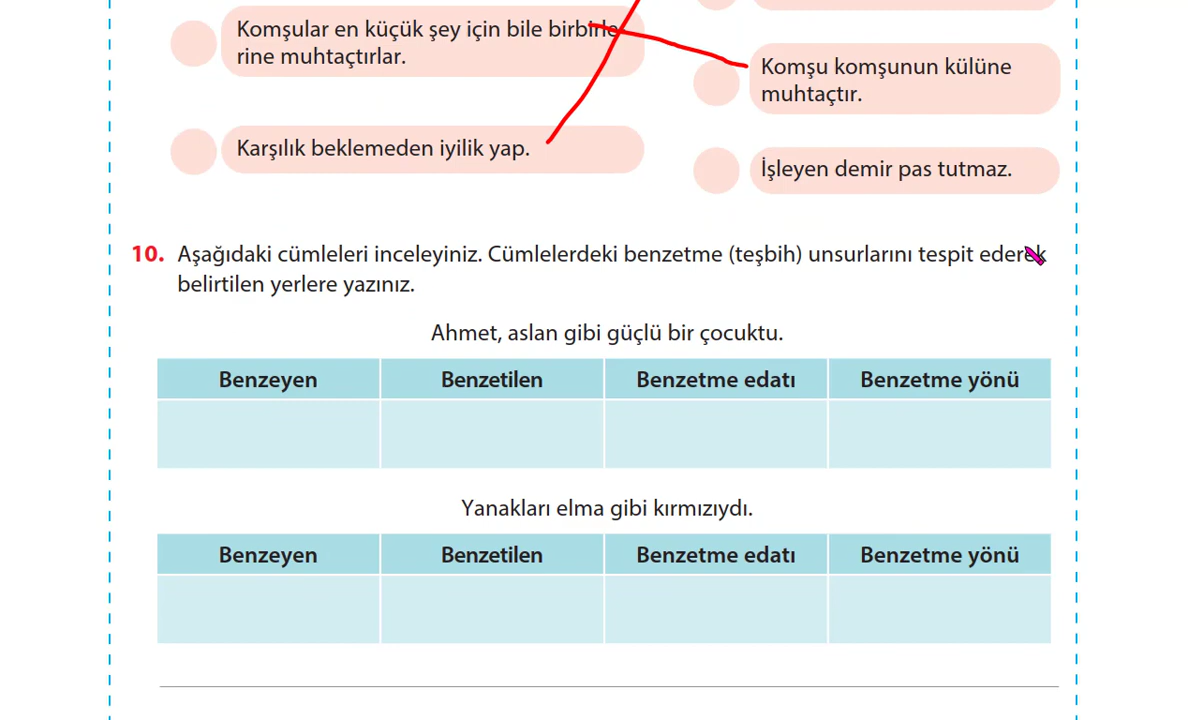 Komşular en küçük şey için bile birbirle-
rine muhtaçtırlar.
Komşu komşunun külüne
muhtaçtır.
Karşılık beklemeden iyilik yap.
İşleyen demir pas tutmaz.
10. Aşağıdaki cümleleri inceleyiniz. Cümlelerdeki benzetme (teşbih) unsurlarını tespit ederek
belirtilen yerlere yazınız.
Ahmet, aslan gibi güçlü bir çocuktu.
Benzeyen Benzetilen Benzetme edatı Benzetme yönü
Yanakları elma gibi kırmızıydı.
Benzeyen Benzetilen Benzetme edatı Benzetme yönü